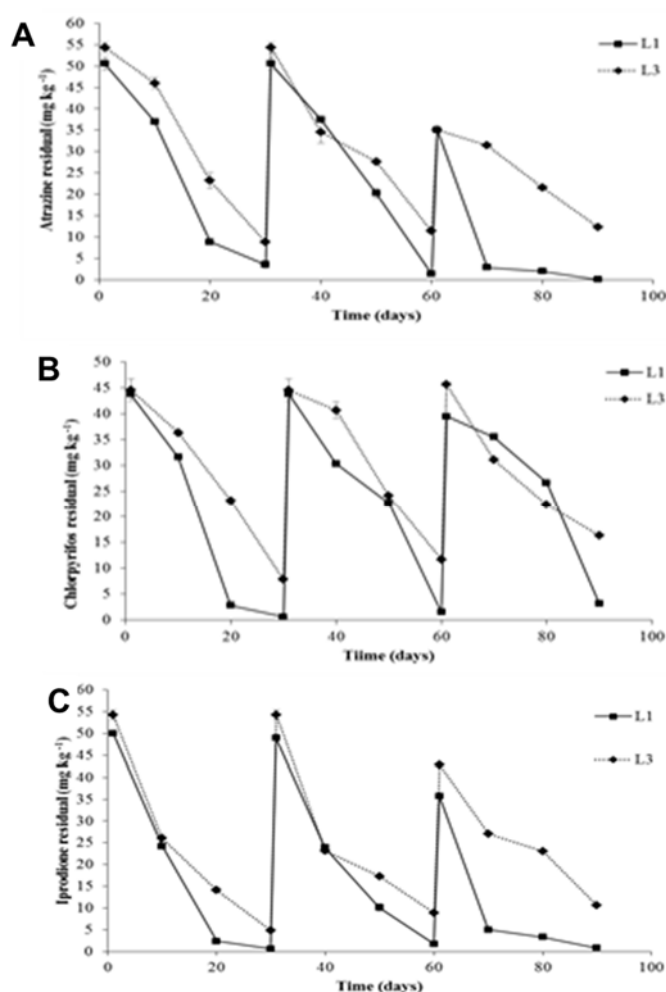 A
60
55
50
45
40
35
30
25
20
15
10
5
0
Atrazine residual (mg kg⁻¹)
0 20 40 60 80 100
Time (days)
L1
L3
B
50
45
40
35
30
25
20
15
10
5
0
Chlorpyrifos residual (mg kg⁻¹)
0 20 40 60 80 100
Tiime (days)
L1
L3
C
60
55
50
45
40
35
30
25
20
15
10
5
0
Iprodione residual (mg kg⁻¹)
0 20 40 60 80 100
Time (days)
L1
L3